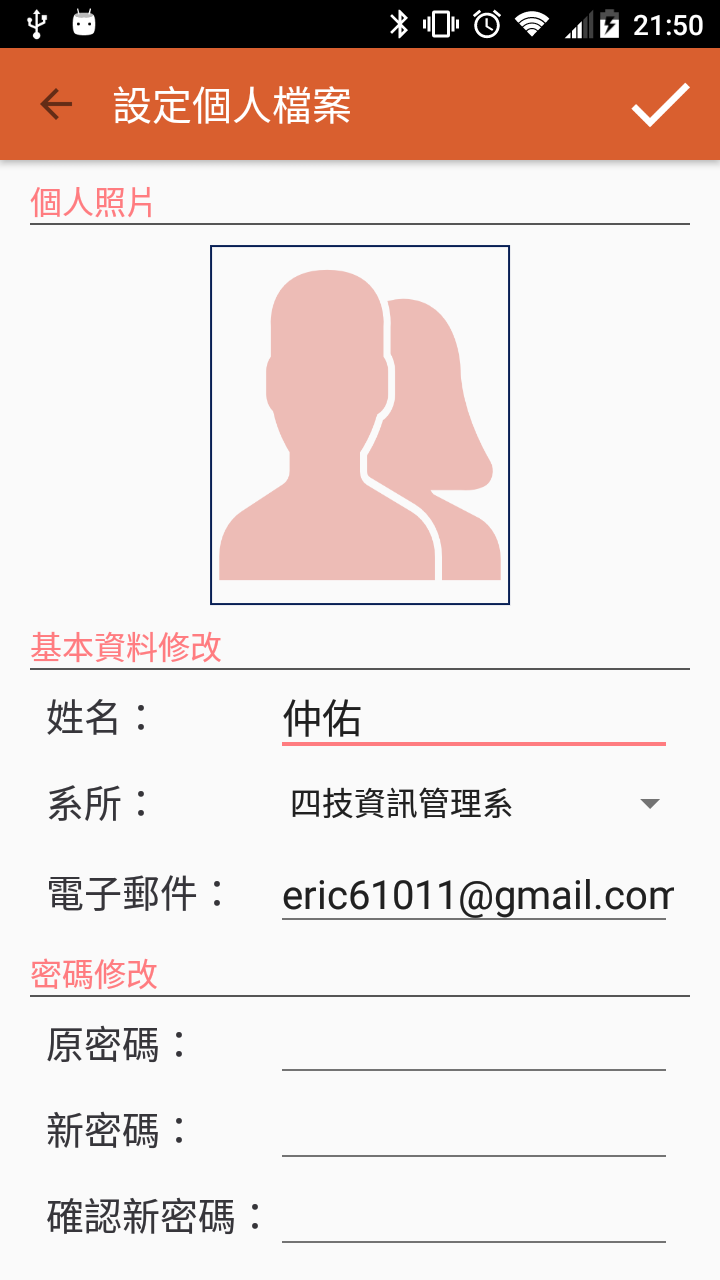 21:50
設定個人檔案
個人照片
基本資料修改
姓名： 仲佑
系所： 四技資訊管理系
電子郵件： eric61011@gmail.com
密碼修改
原密碼：
新密碼：
確認新密碼：